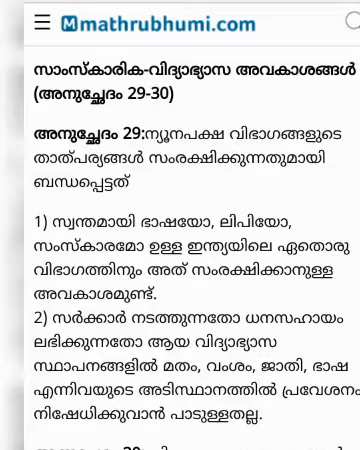 mathrubhumi.com
സാംസ്കാരിക-വിദ്യാഭ്യാസ അവകാശങ്ങൾ
(അനുച്ഛേദം 29-30)
അനുച്ഛേദം 29:ന്യൂനപക്ഷ വിഭാഗങ്ങളുടെ
താത്പര്യങ്ങൾ സംരക്ഷിക്കുന്നതുമായി
ബന്ധപ്പെട്ടത്
1) സ്വന്തമായി ഭാഷയോ, ലിപിയോ,
സംസ്കാരമോ ഉള്ള ഇന്ത്യയിലെ ഏതൊരു
വിഭാഗത്തിനും അത് സംരക്ഷിക്കാനുള്ള
അവകാശമുണ്ട്.
2) സർക്കാർ നടത്തുന്നതോ ധനസഹായം
ലഭിക്കുന്നതോ ആയ വിദ്യാഭ്യാസ
സ്ഥാപനങ്ങളിൽ മതം, വംശം, ജാതി, ഭാഷ
എന്നിവയുടെ അടിസ്ഥാനത്തിൽ പ്രവേശനം
നിഷേധിക്കുവാൻ പാടുള്ളതല്ല.